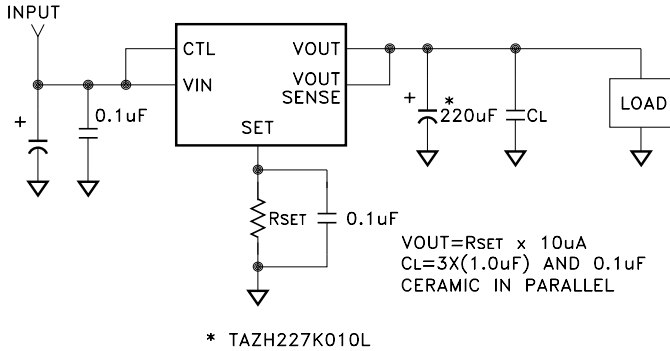 INPUT
CTL
VOUT
VIN
VOUT
SENSE
SET
+
0.1uF
+
*
220uF
CL
LOAD
RSET
0.1uF
VOUT=RSET x 10uA
CL=3X(1.0uF) AND 0.1uF
CERAMIC IN PARALLEL
* TAZH227K010L